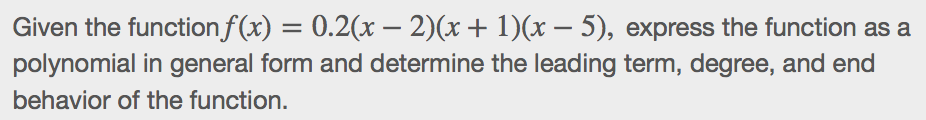 Given the function f(x) = 0.2(x − 2)(x + 1)(x − 5), express the function as a
polynomial in general form and determine the leading term, degree, and end
behavior of the function.